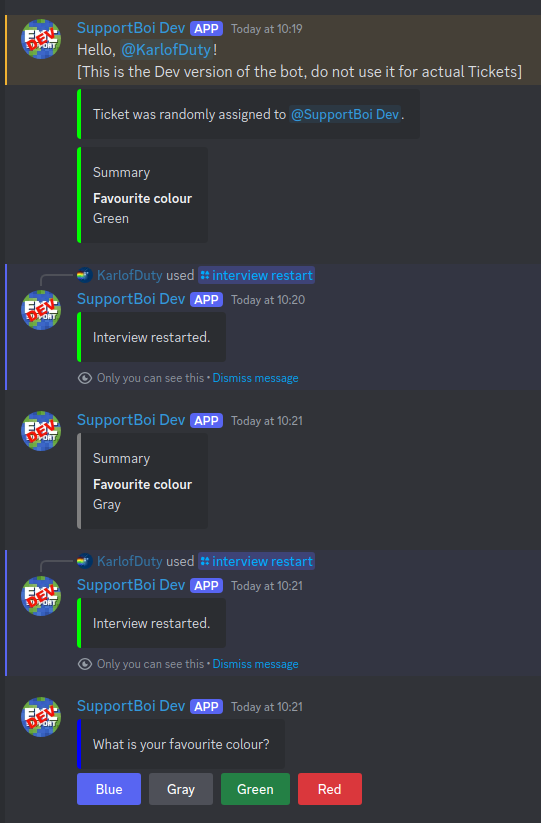 SupportBoi Dev APP Today at 10:19
Hello, @KarlofDuty!
[This is the Dev version of the bot, do not use it for actual Tickets]
Ticket was randomly assigned to @SupportBoi Dev.
Summary
Favourite colour
Green
KarlofDuty used interview restart
SupportBoi Dev APP Today at 10:20
Interview restarted.
Only you can see this • Dismiss message
SupportBoi Dev APP Today at 10:21
Summary
Favourite colour
Gray
KarlofDuty used interview restart
SupportBoi Dev APP Today at 10:21
Interview restarted.
Only you can see this • Dismiss message
SupportBoi Dev APP Today at 10:21
What is your favourite colour?
Blue Gray Green Red